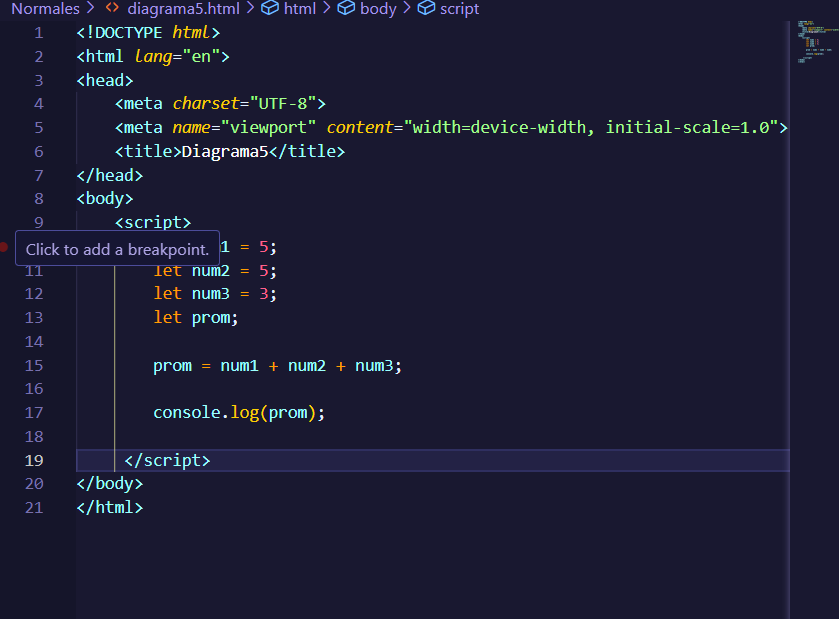 Normales > diagrama5.html > html > body > script
1 <!DOCTYPE html>
2 <html lang="en">
3 <head>
4 <meta charset="UTF-8">
5 <meta name="viewport" content="width=device-width, initial-scale=1.0">
6 <title>Diagrama5</title>
7 </head>
8 <body>
9 <script>
Click to add a breakpoint. 1 = 5;
11 let num2 = 5;
12 let num3 = 3;
13 let prom;
14
15 prom = num1 + num2 + num3;
16
17 console.log(prom);
18
19 </script>
20 </body>
21 </html>